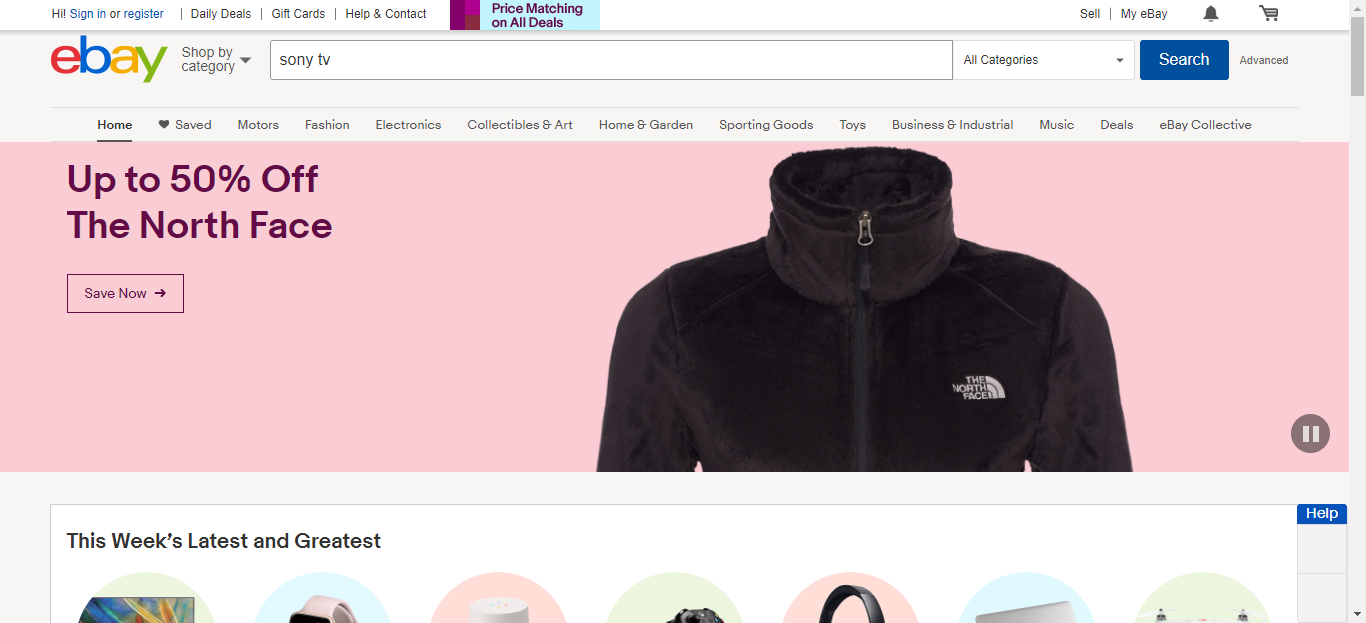 Hi! Sign in or register | Daily Deals | Gift Cards | Help & Contact
Price Matching
on All Deals
Sell | My eBay
ebay
Shop by
category
sony tv
All Categories
Search
Advanced
Home Saved Motors Fashion Electronics Collectibles & Art Home & Garden Sporting Goods Toys Business & Industrial Music Deals eBay Collective
Up to 50% Off
The North Face
Save Now →
THE
NORTH
FACE
Help
This Week's Latest and Greatest